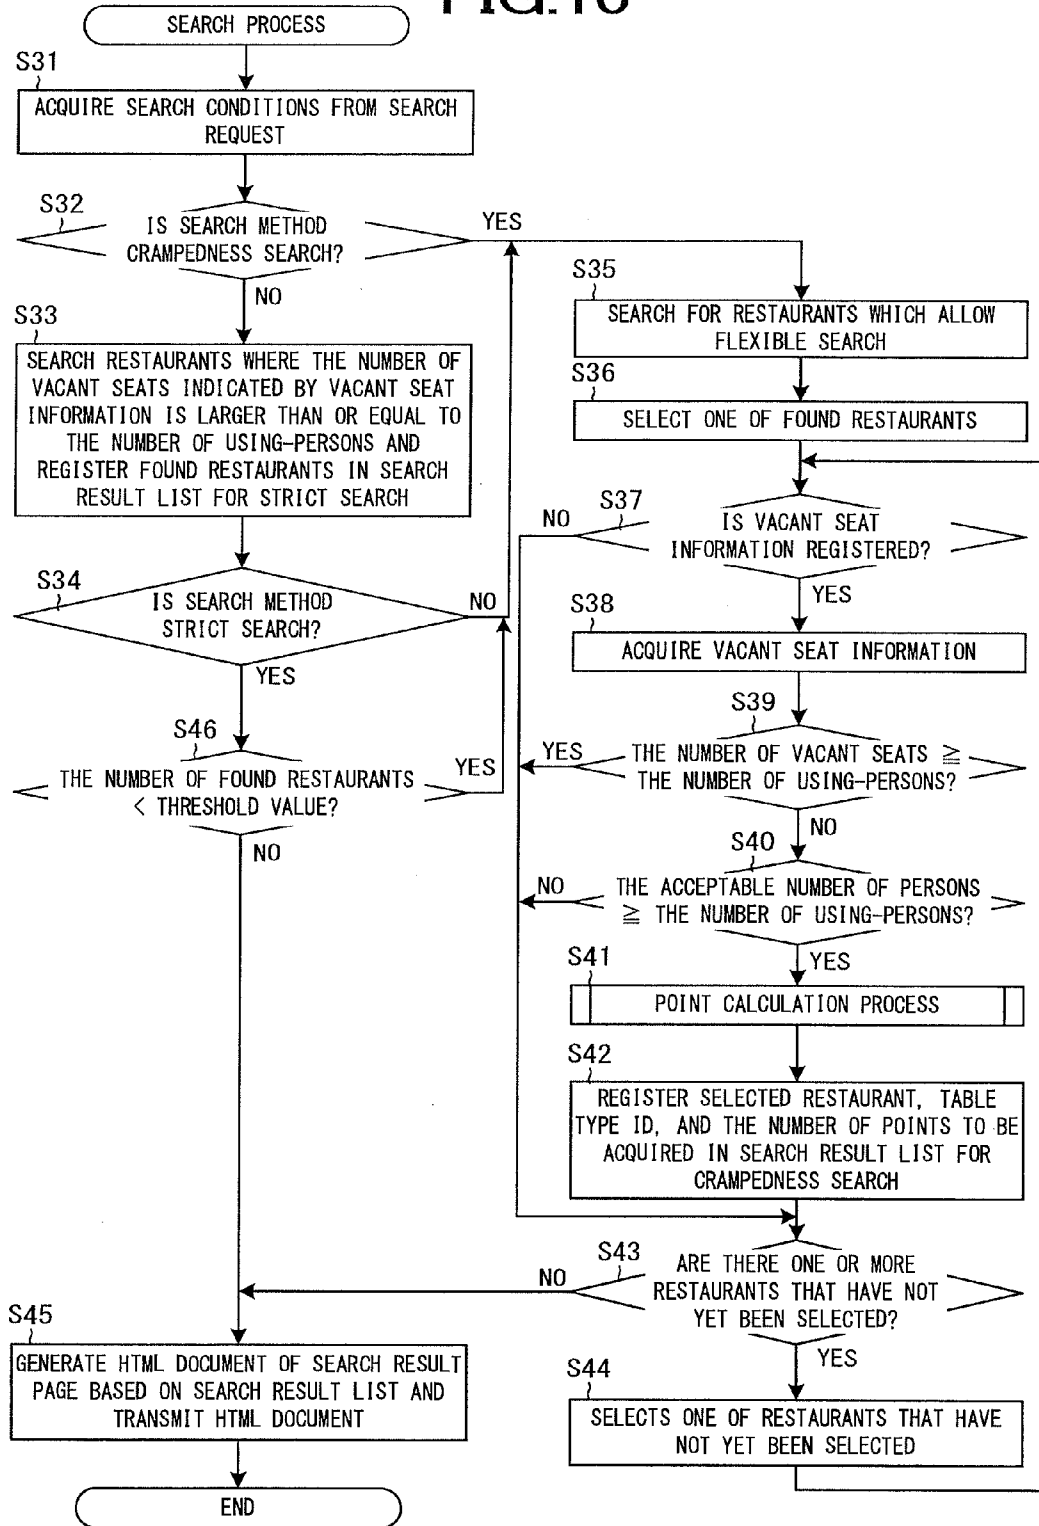 FIG.16
SEARCH PROCESS
S31
ACQUIRE SEARCH CONDITIONS FROM SEARCH
REQUEST
S32
IS SEARCH METHOD
CRAMPEDNESS SEARCH?
YES
NO
S33
SEARCH RESTAURANTS WHERE THE NUMBER OF
VACANT SEATS INDICATED BY VACANT SEAT
INFORMATION IS LARGER THAN OR EQUAL TO
THE NUMBER OF USING-PERSONS AND
REGISTER FOUND RESTAURANTS IN SEARCH
RESULT LIST FOR STRICT SEARCH
S34
IS SEARCH METHOD
STRICT SEARCH?
NO
YES
S46
THE NUMBER OF FOUND RESTAURANTS
< THRESHOLD VALUE?
YES
NO
S35
SEARCH FOR RESTAURANTS WHICH ALLOW
FLEXIBLE SEARCH
S36
SELECT ONE OF FOUND RESTAURANTS
S37
NO
IS VACANT SEAT
INFORMATION REGISTERED?
YES
S38
ACQUIRE VACANT SEAT INFORMATION
S39
YES
THE NUMBER OF VACANT SEATS ≧
THE NUMBER OF USING-PERSONS?
NO
S40
NO
THE ACCEPTABLE NUMBER OF PERSONS
≧ THE NUMBER OF USING-PERSONS?
YES
S41
POINT CALCULATION PROCESS
S42
REGISTER SELECTED RESTAURANT, TABLE
TYPE ID, AND THE NUMBER OF POINTS TO BE
ACQUIRED IN SEARCH RESULT LIST FOR
CRAMPEDNESS SEARCH
S43
NO
ARE THERE ONE OR MORE
RESTAURANTS THAT HAVE NOT
YET BEEN SELECTED?
YES
S44
SELECTS ONE OF RESTAURANTS THAT HAVE
NOT YET BEEN SELECTED
S45
GENERATE HTML DOCUMENT OF SEARCH RESULT
PAGE BASED ON SEARCH RESULT LIST AND
TRANSMIT HTML DOCUMENT
END